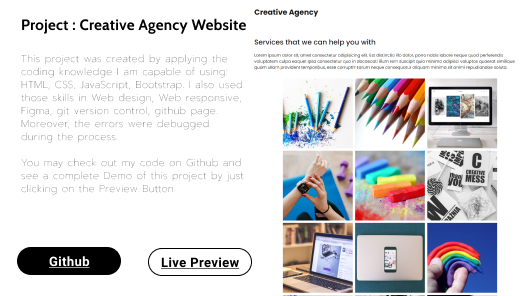 Project : Creative Agency Website
This project was created by applying the
coding knowledge I am capable of using
HTML, CSS, JavaScript, Bootstrap. I also used
those skills in Web design, Web responsive,
Figma, git version control, github page.
Moreover, the errors were debugged
during the process.
You may check out my code on Github and
see a complete Demo of this project by just
clicking on the Preview Button
Github
Live Preview
Creative Agency
Services that we can help you with
Lorem ipsum dolor sit amet consectetur adipisicing elit.
C
CREATIVE
MESS
VOL